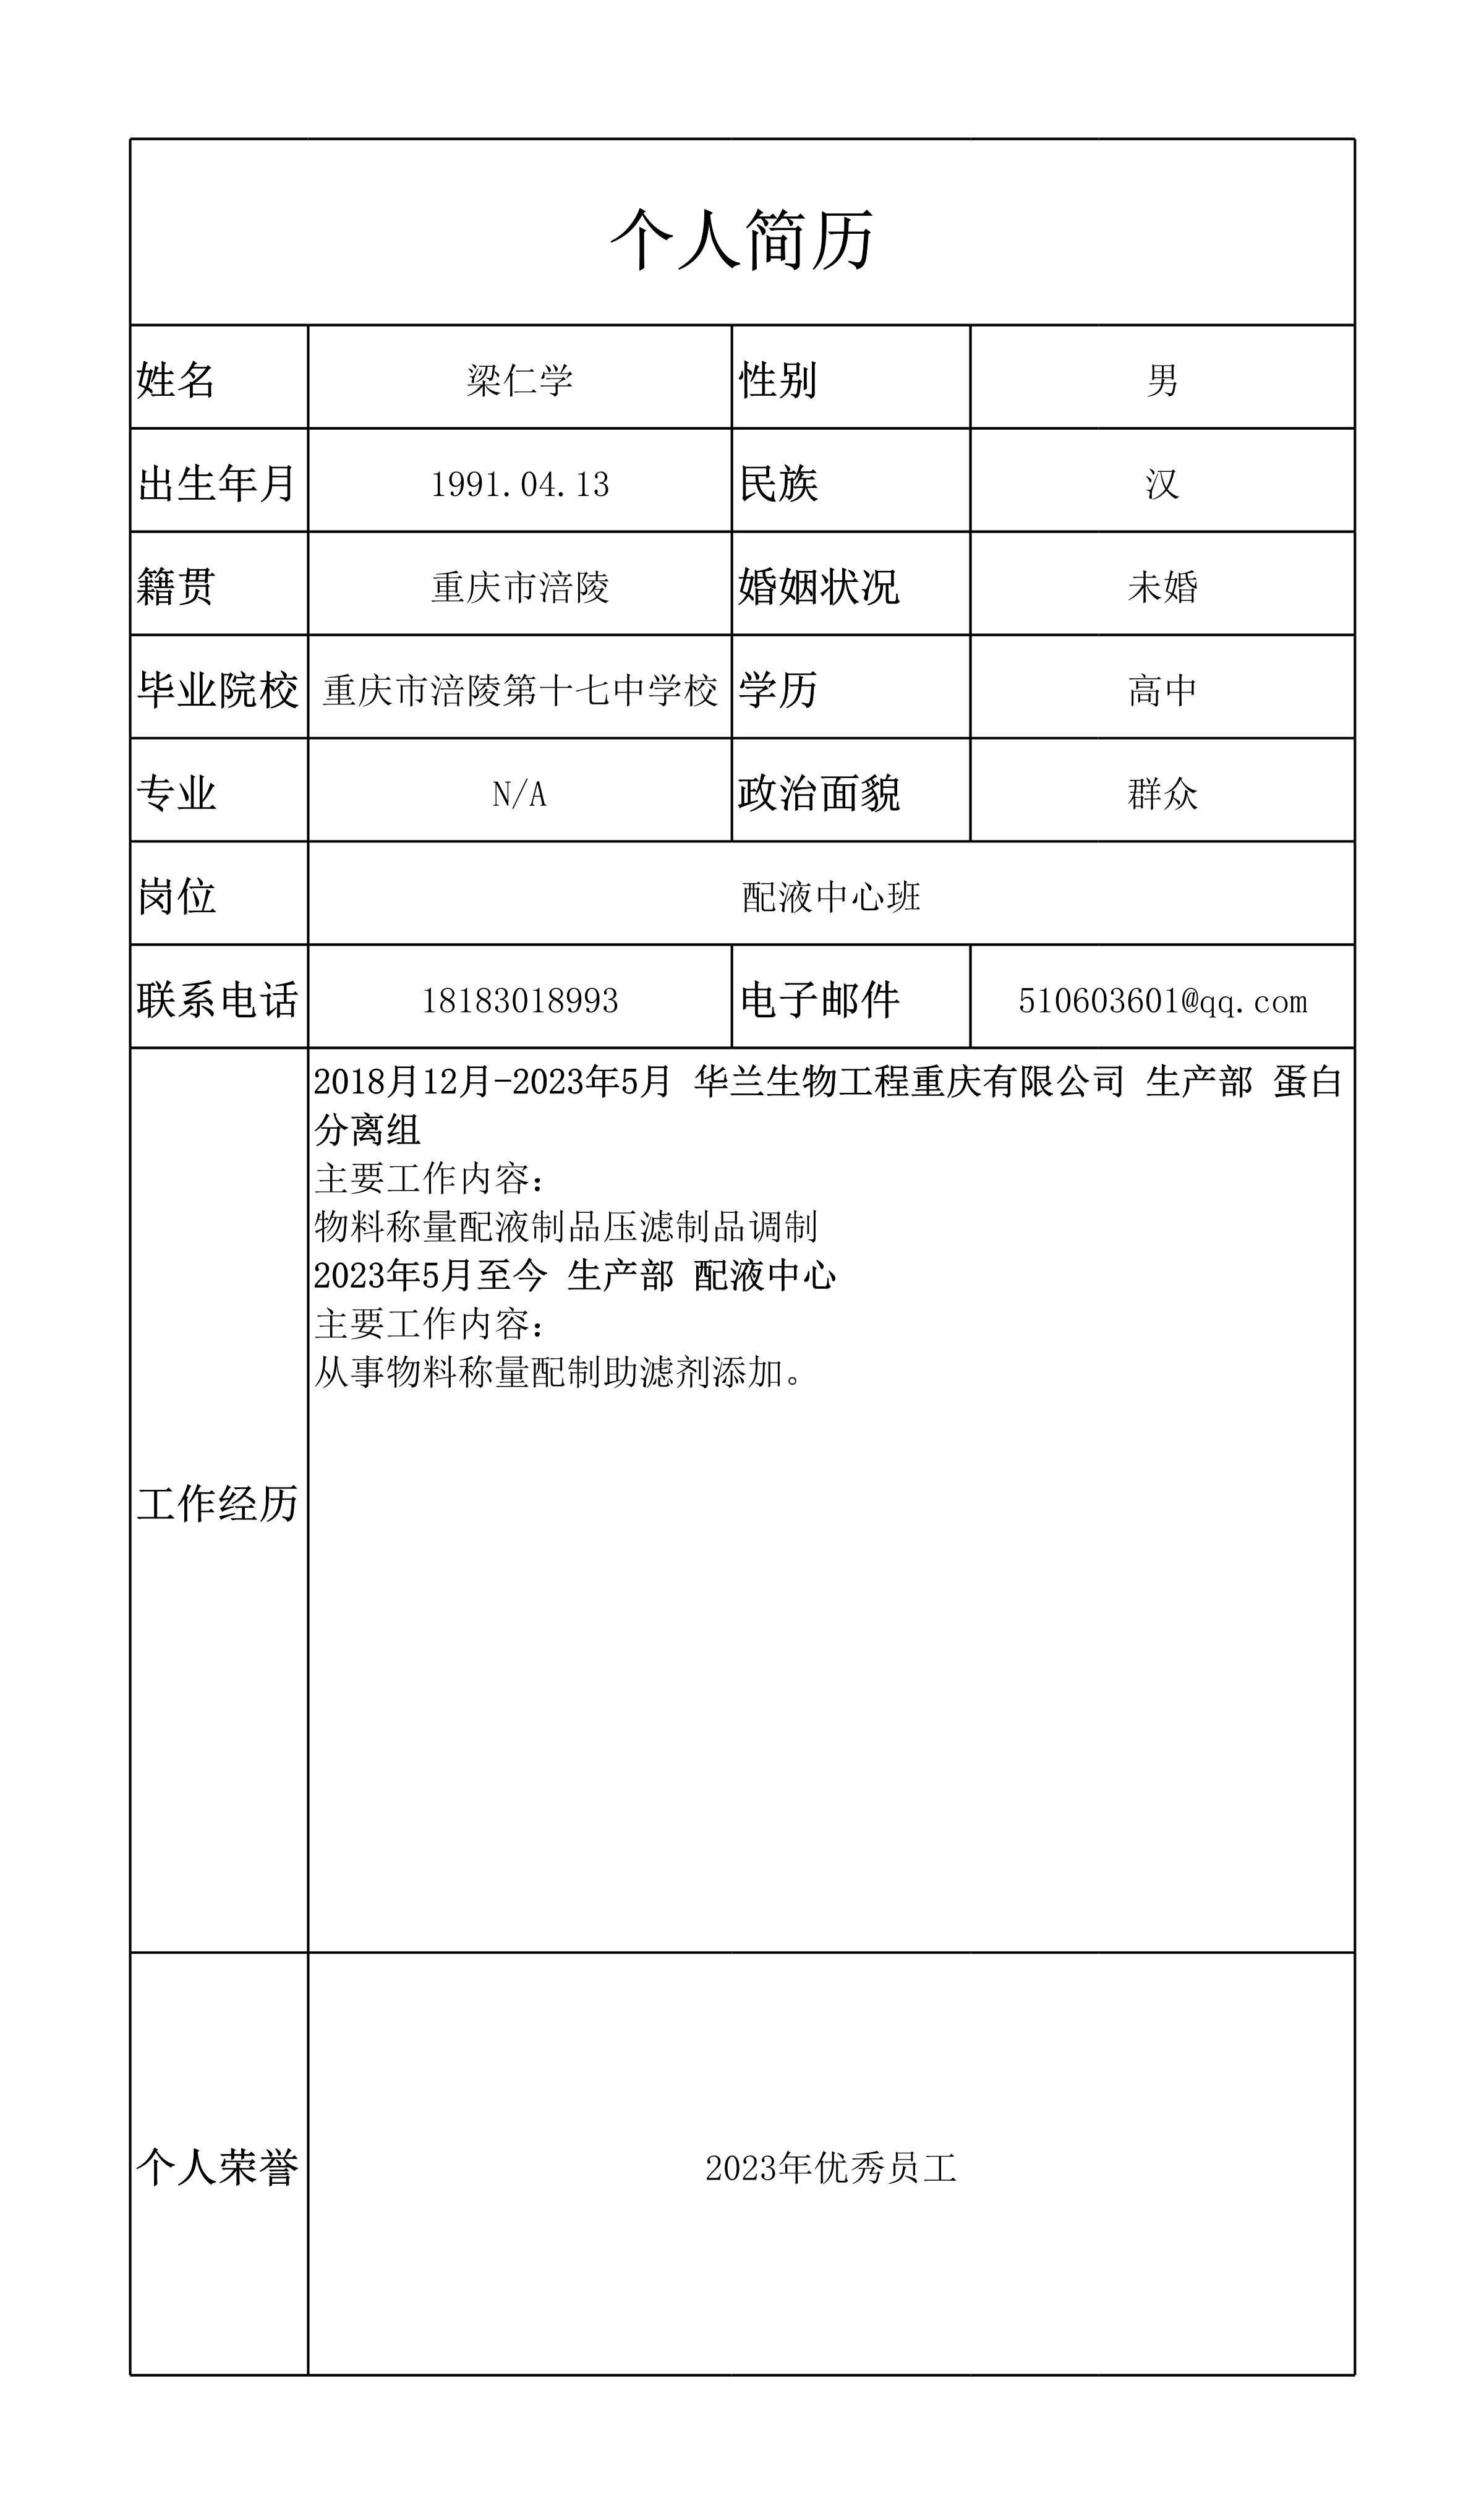 个人简历
姓名 梁仁学 性别 男
出生年月 1991.04.13 民族 汉
籍贯 重庆市涪陵 婚姻状况 未婚
毕业院校 重庆市涪陵第十七中学校 学历 高中
专业 N/A 政治面貌 群众
岗位 配液中心班
联系电话 18183018993 电子邮件 510603601@qq.com
工作经历
2018月12月-2023年5月 华兰生物工程重庆有限公司 生产部 蛋白
分离组
主要工作内容：
物料称量配液制品压滤制品调制
2023年5月至今 生产部 配液中心
主要工作内容：
从事物料称量配制助滤剂添加。
个人荣誉 2023年优秀员工